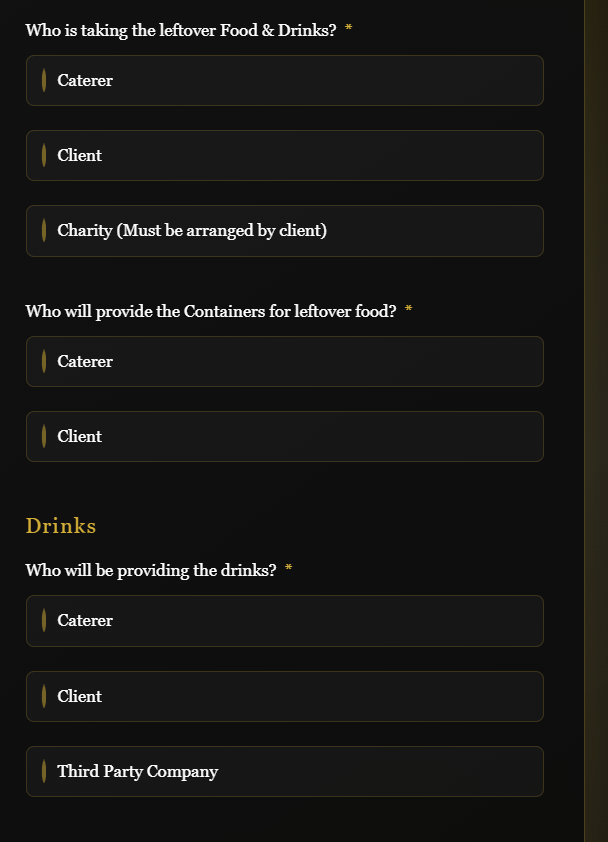 Who is taking the leftover Food & Drinks? *
Caterer
Client
Charity (Must be arranged by client)
Who will provide the Containers for leftover food? *
Caterer
Client
Drinks
Who will be providing the drinks? *
Caterer
Client
Third Party Company